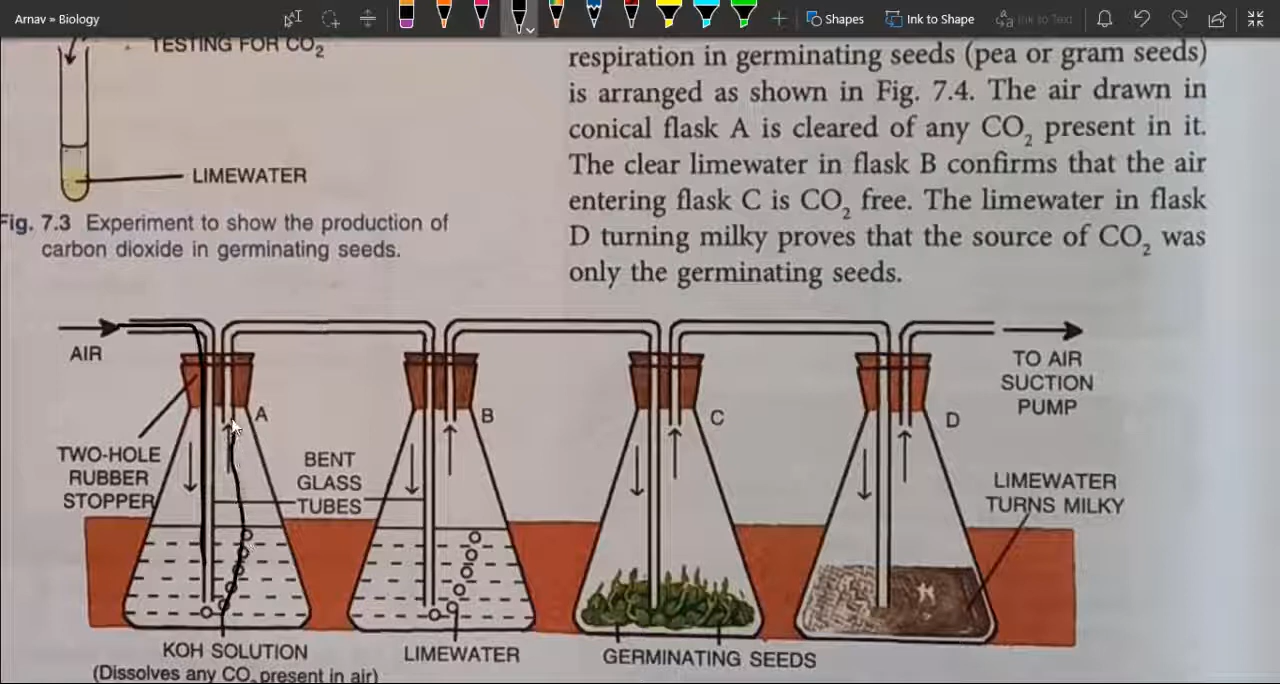 Arnav » Biology
Shapes
Ink to Shape
Ink to Text
TESTING FOR CO₂
LIMEWATER
Fig. 7.3 Experiment to show the production of
carbon dioxide in germinating seeds.
respiration in germinating seeds (pea or gram seeds)
is arranged as shown in Fig. 7.4. The air drawn in
conical flask A is cleared of any CO₂ present in it.
The clear limewater in flask B confirms that the air
entering flask C is CO₂ free. The limewater in flask
D turning milky proves that the source of CO₂ was
only the germinating seeds.
AIR
TO AIR
SUCTION
PUMP
A
B
C
D
TWO-HOLE
RUBBER
STOPPER
BENT
GLASS
TUBES
LIMEWATER
TURNS MILKY
KOH SOLUTION
(Dissolves any CO₂ present in air)
LIMEWATER
GERMINATING SEEDS